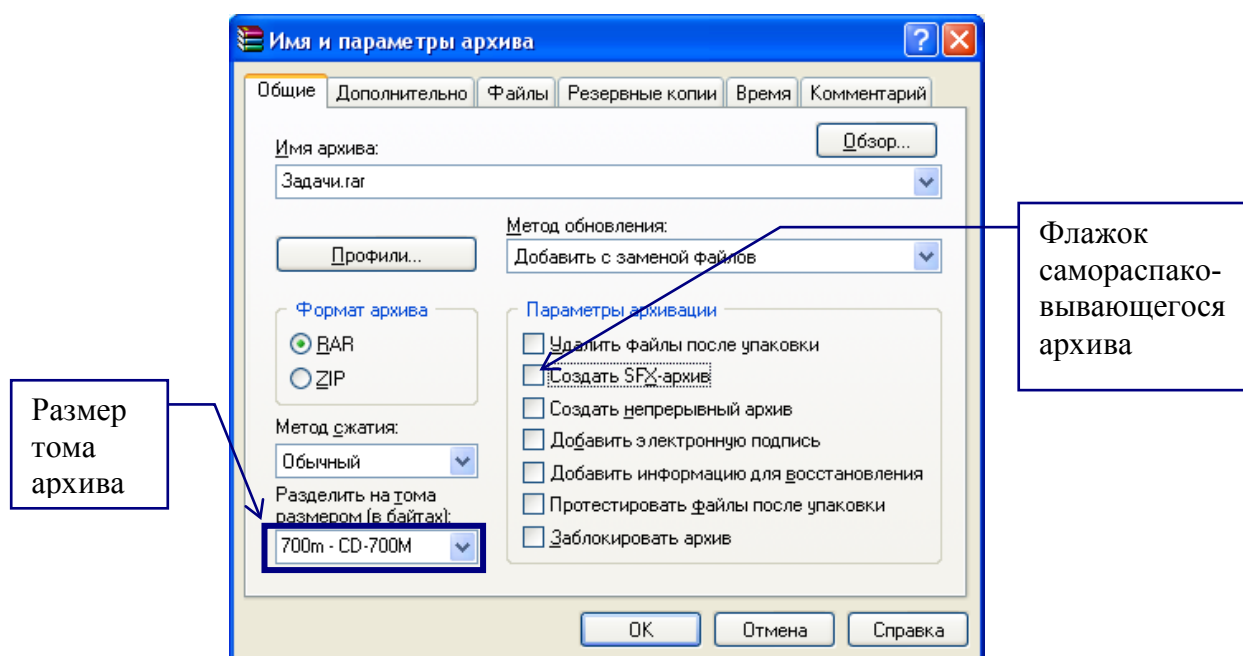 Имя и параметры архива
Общие Дополнительно Файлы Резервные копии Время Комментарий
Имя архива:
Обзор...
Задачи.rar
Метод обновления:
Профили...
Добавить с заменой файлов
Формат архива
RAR
ZIP
Метод сжатия:
Обычный
Разделить на тома
размером (в байтах):
700m - CD-700M
Параметры архивации
Удалить файлы после упаковки
Создать SFX-архив
Создать непрерывный архив
Добавить электронную подпись
Добавить информацию для восстановления
Протестировать файлы после упаковки
Заблокировать архив
OK Отмена Справка
Размер
тома
архива
Флажок
самораспако-
вывающегося
архива